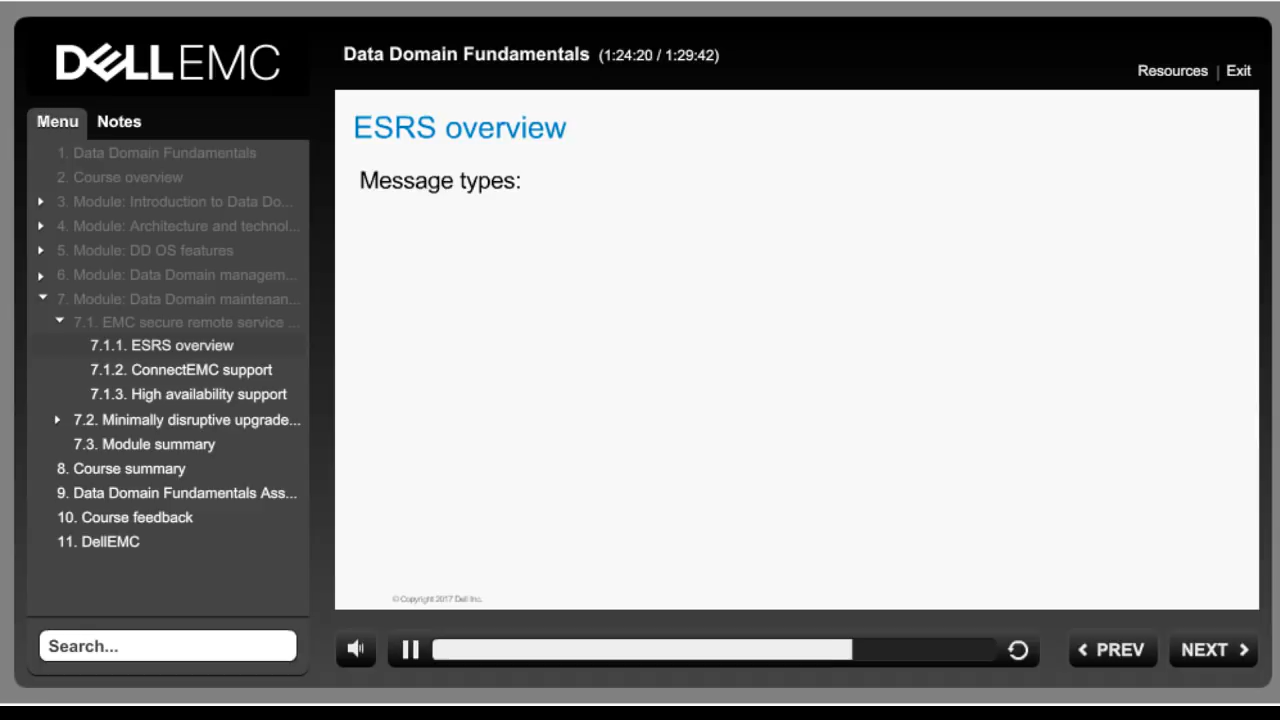 DELLEMC
Data Domain Fundamentals (1:24:20 / 1:29:42)
Resources | Exit
Menu Notes
1. Data Domain Fundamentals
2. Course overview
3. Module: Introduction to Data Do...
4. Module: Architecture and technol...
5. Module: DD OS features
6. Module: Data Domain managem...
7. Module: Data Domain maintenan...
7.1. EMC secure remote service ...
7.1.1. ESRS overview
7.1.2. ConnectEMC support
7.1.3. High availability support
7.2. Minimally disruptive upgrade...
7.3. Module summary
8. Course summary
9. Data Domain Fundamentals Ass...
10. Course feedback
11. DellEMC
Search...
ESRS overview
Message types:
© Copyright 2017 Dell Inc.
PREV
NEXT